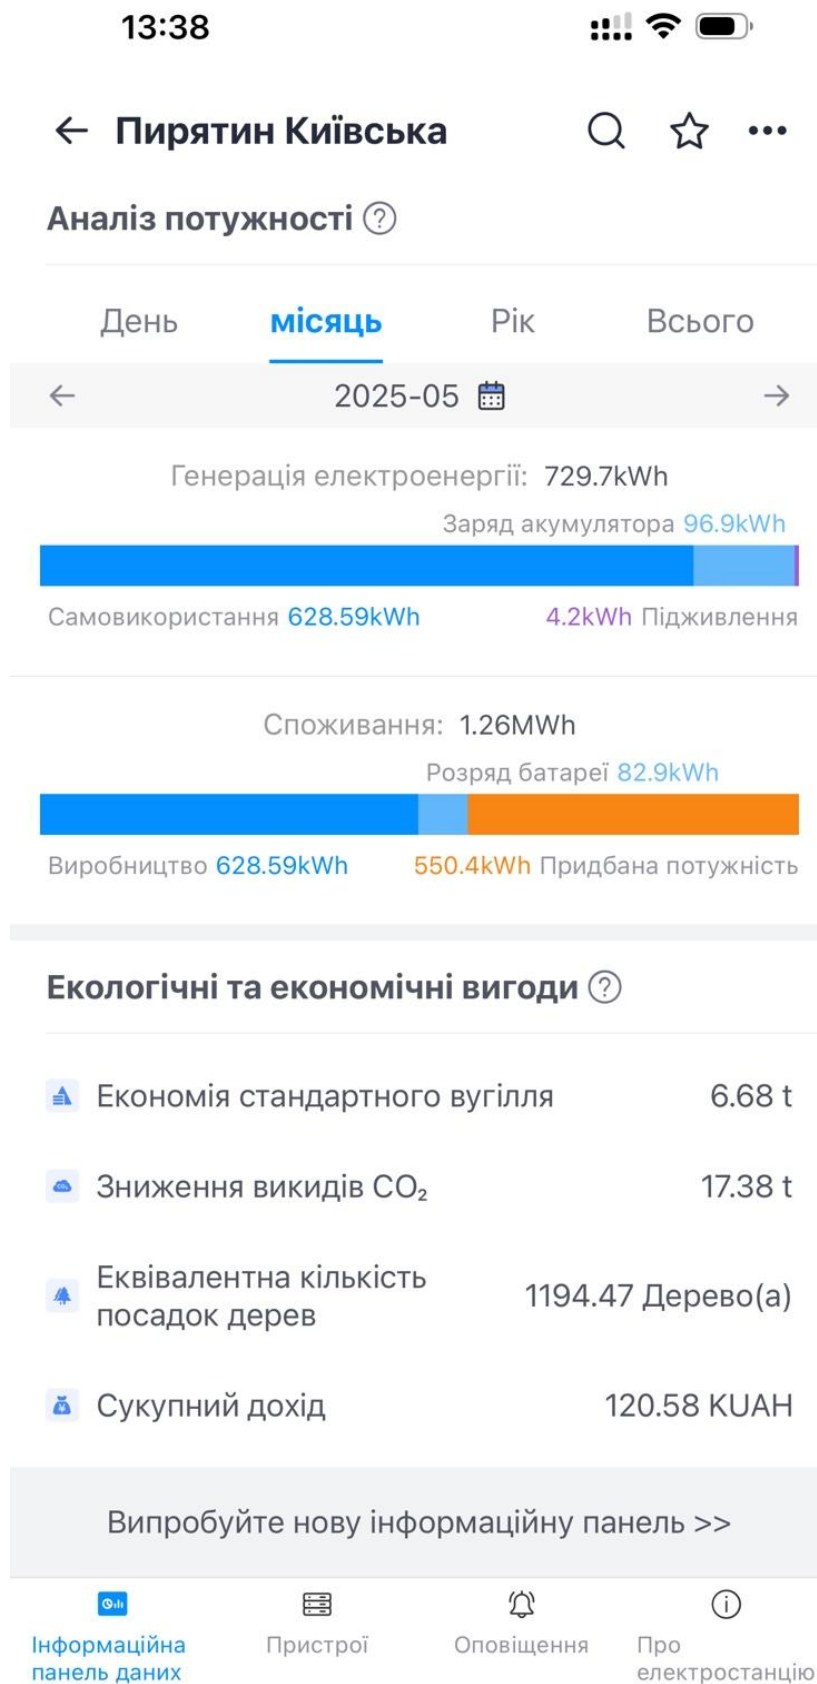 13:38
Пирятин Київська
Аналіз потужності
День місяць Рік Всього
2025-05
Генерація електроенергії: 729.7kWh
Заряд акумулятора 96.9kWh
Самовикористання 628.59kWh 4.2kWh Підживлення
Споживання: 1.26MWh
Розряд батареї 82.9kWh
Виробництво 628.59kWh 550.4kWh Придбана потужність
Екологічні та економічні вигоди
Економія стандартного вугілля 6.68 t
Зниження викидів CO₂ 17.38 t
Еквівалентна кількість
посадок дерев 1194.47 Дерево(а)
Сукупний дохід 120.58 KUAH
Випробуйте нову інформаційну панель >>
Інформаційна
панель даних
Пристрої
Оповіщення
Про
електростанцію